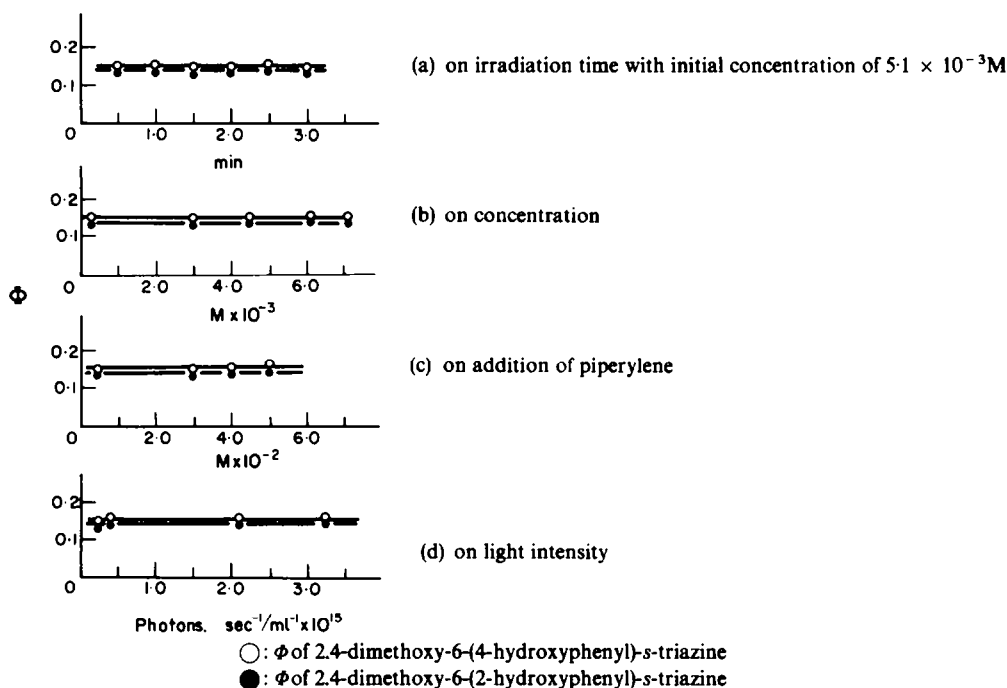 0·2
0·1
0 1·0 2·0 3·0
min
(a) on irradiation time with initial concentration of 5·1 × 10⁻³M
0·2
0·1
0 2·0 4·0 6·0
M x 10⁻³
(b) on concentration
Φ
0·2
0·1
0 2·0 4·0 6·0
M x 10⁻²
(c) on addition of piperylene
0·2
0·1
0 1·0 2·0 3·0
Photons. sec⁻¹/ml⁻¹x 10¹⁵
(d) on light intensity
: Φ of 2.4-dimethoxy-6-(4-hydroxyphenyl)-s-triazine
: Φ of 2.4-dimethoxy-6-(2-hydroxyphenyl)-s-triazine